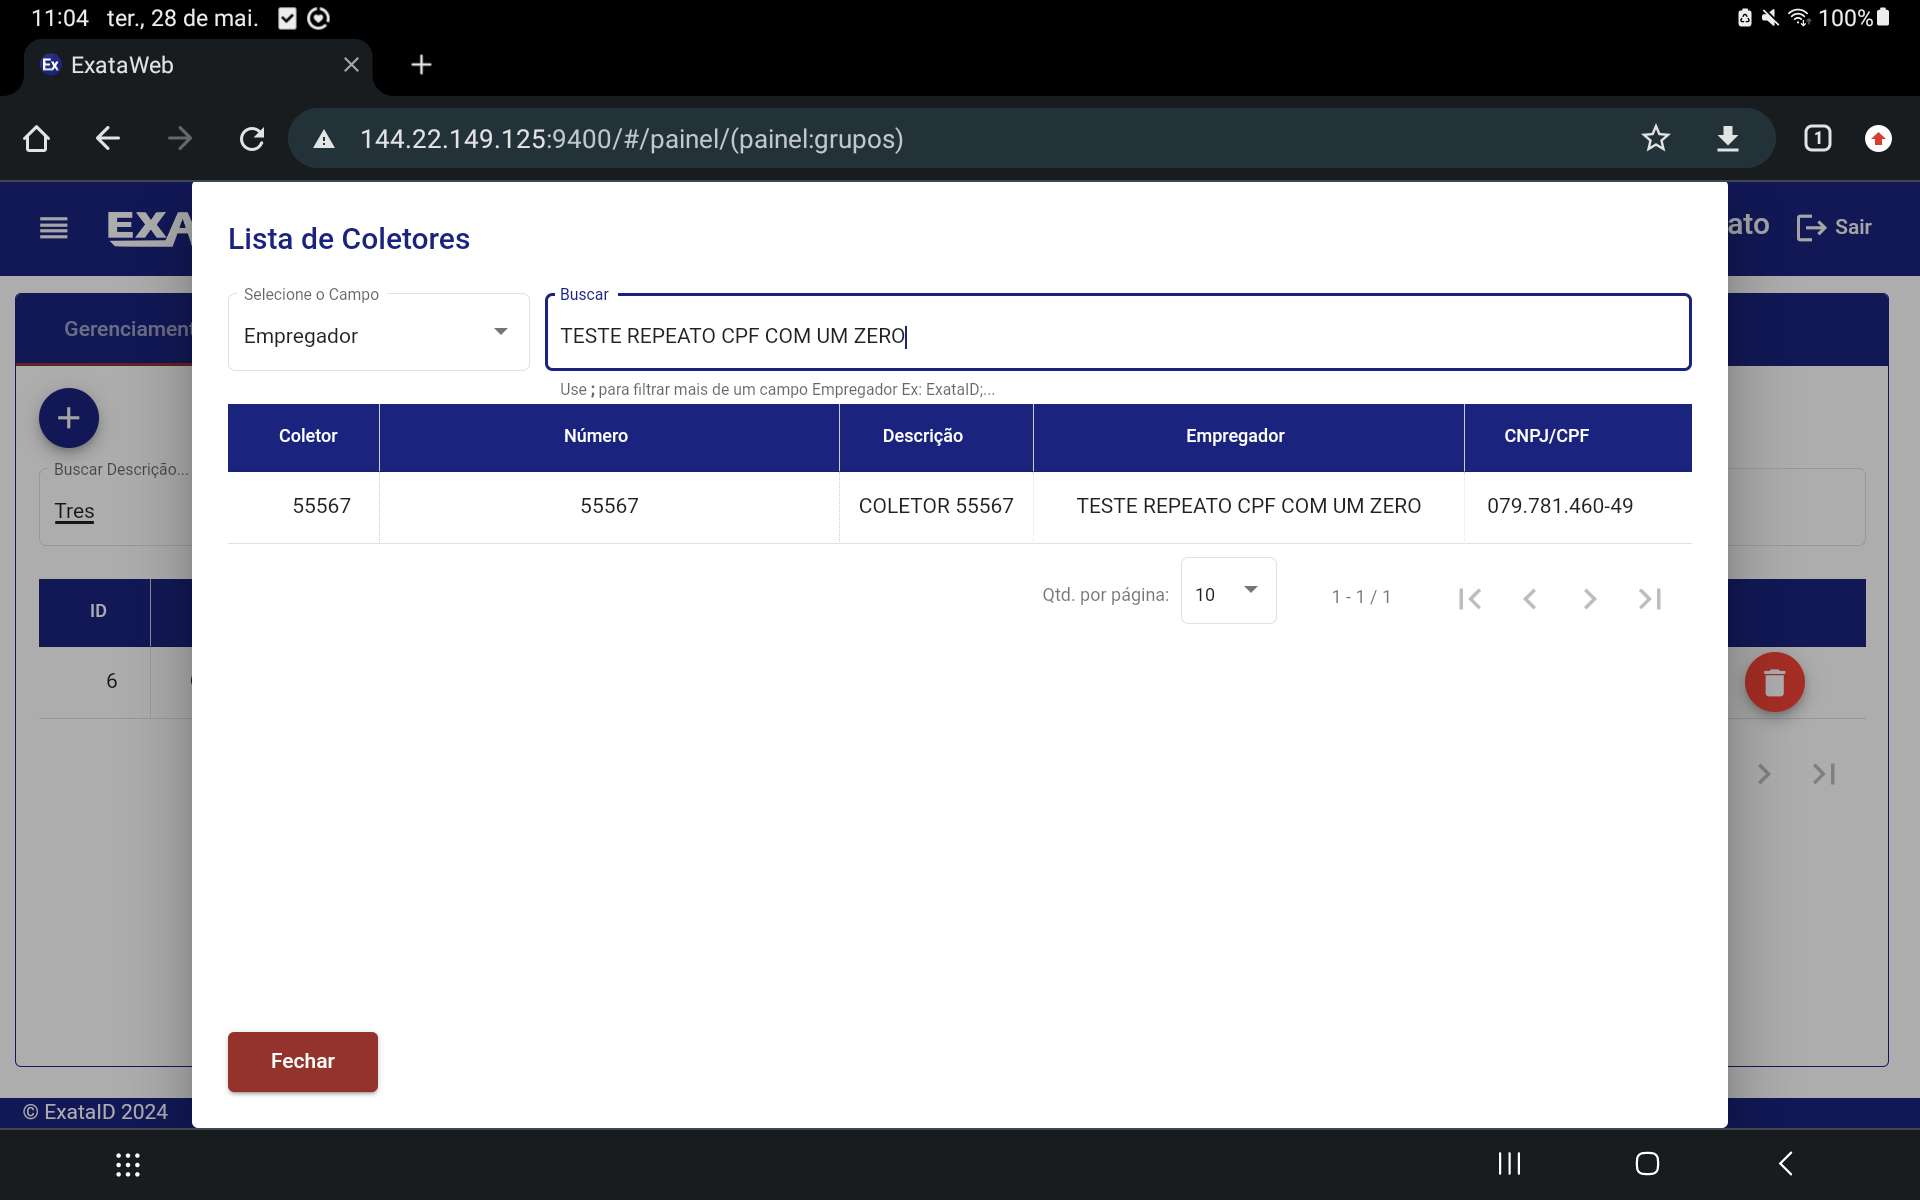 11:04 ter., 28 de mai. 100%
Ex ExataWeb
144.22.149.125:9400/#/painel/(painel:grupos) 1
EXA ato Sair
Lista de Coletores
Selecione o Campo Buscar
Empregador TESTE REPEATO CPF COM UM ZERO
Gerenciament
Use ; para filtrar mais de um campo Empregador Ex: ExataID;...
Coletor Número Descrição Empregador CNPJ/CPF
Buscar Descrição...
Tres
55567 55567 COLETOR 55567 TESTE REPEATO CPF COM UM ZERO 079.781.460-49
Qtd. por página: 10 1 - 1 / 1
ID
6
Fechar
© ExataID 2024